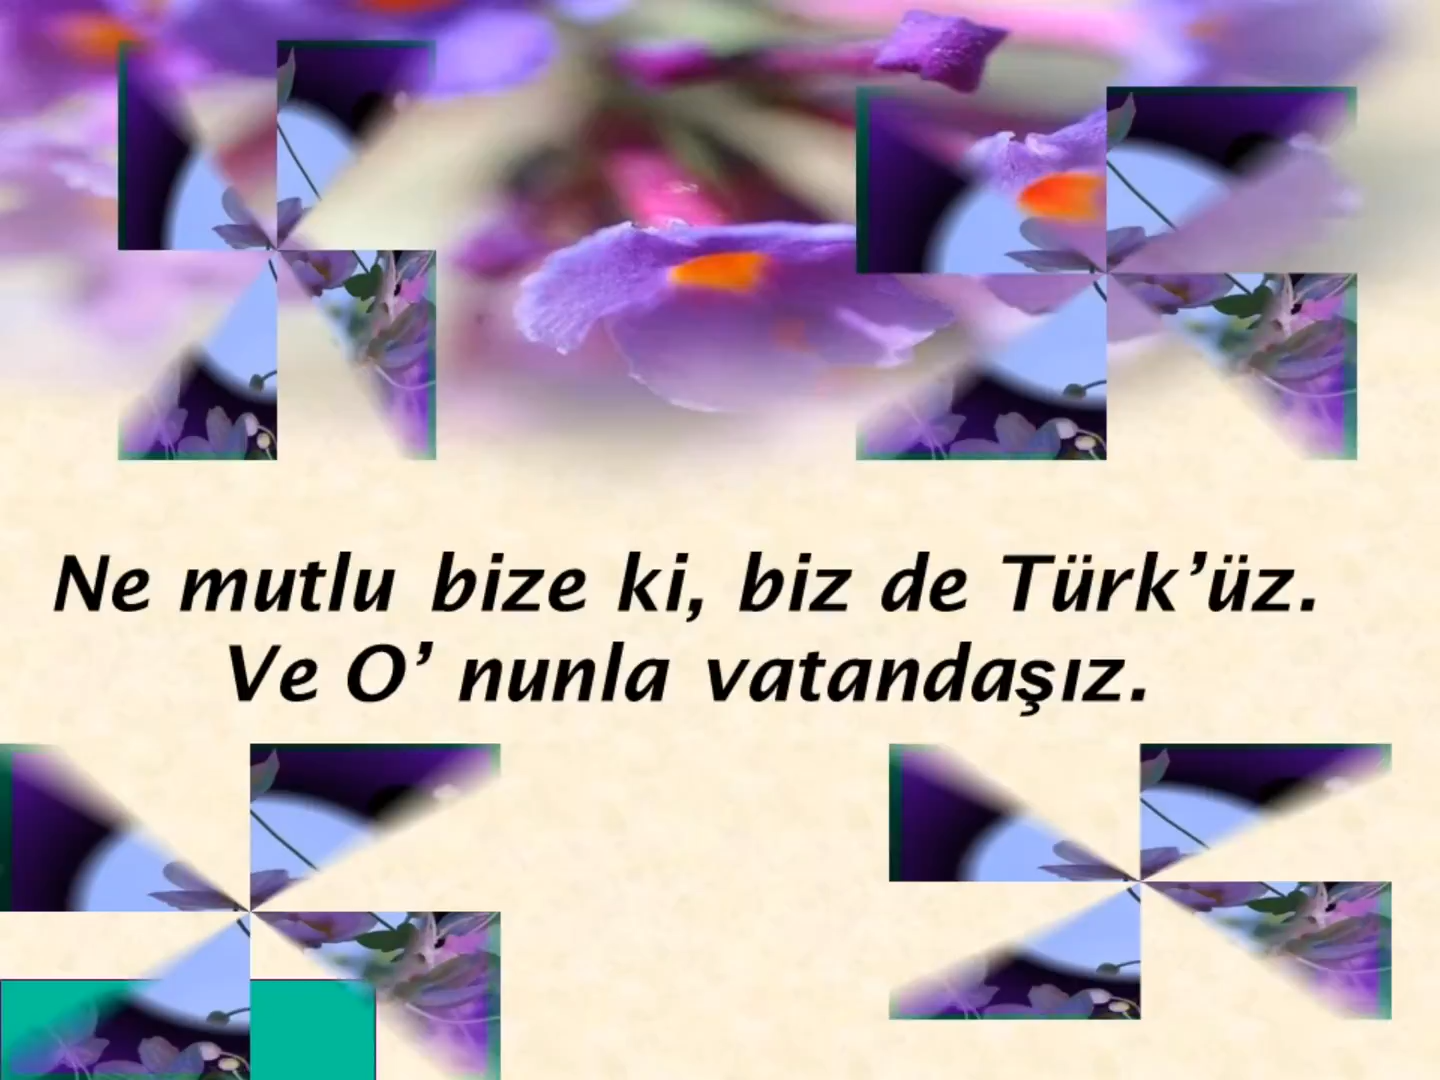 Ne mutlu bize ki, biz de Türk’üz.
Ve O’ nunla vatandaşız.